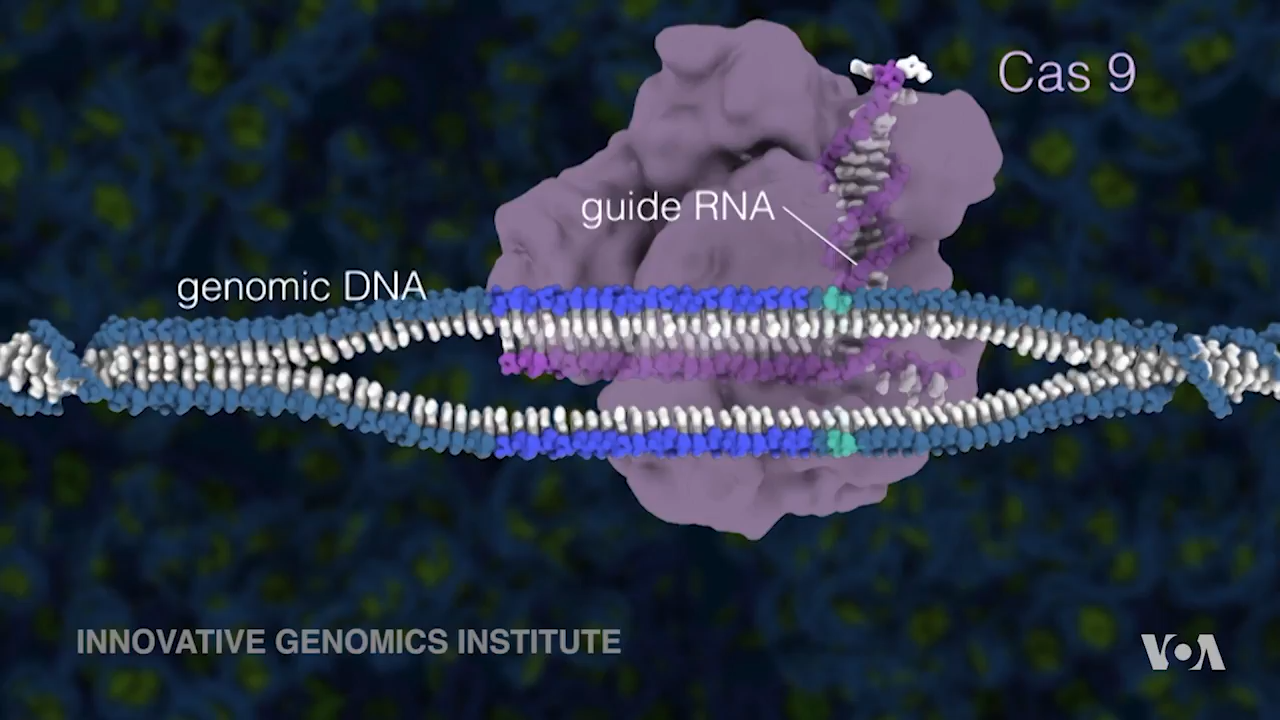 Cas 9
guide RNA
genomic DNA
INNOVATIVE GENOMICS INSTITUTE
VOA